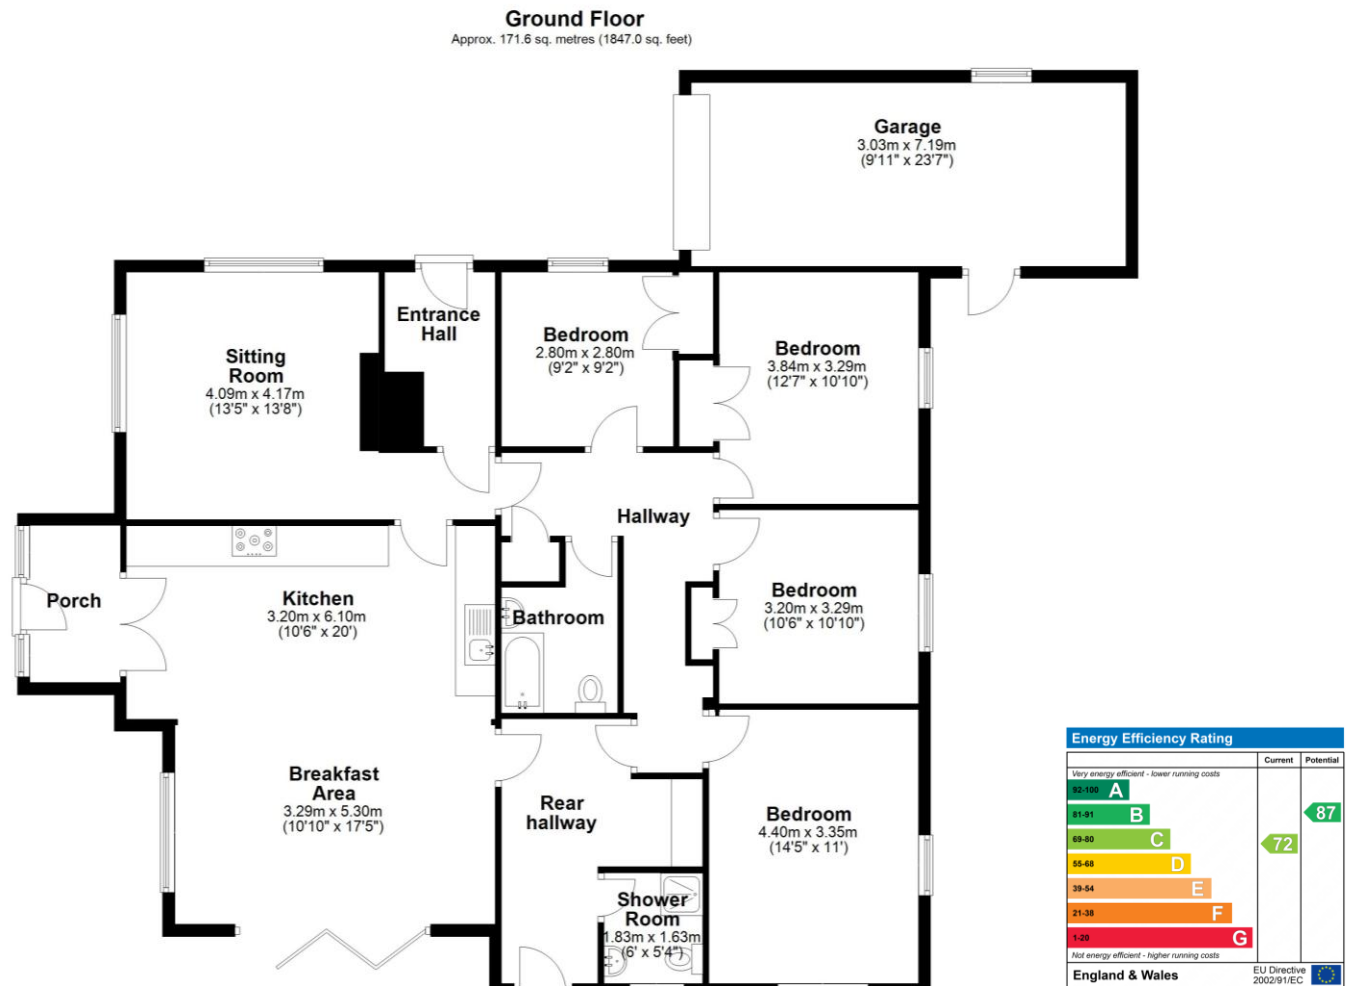 Ground Floor
Approx. 171.6 sq. metres (1847.0 sq. feet)
Garage
3.03m x 7.19m
(9'11" x 23'7")
Entrance
Hall
Bedroom
2.80m x 2.80m
(9'2" x 9'2")
Bedroom
3.84m x 3.29m
(12'7" x 10'10")
Sitting
Room
4.09m x 4.17m
(13'5" x 13'8")
Hallway
Porch
Kitchen
3.20m x 6.10m
(10'6" x 20')
Bathroom
Bedroom
3.20m x 3.29m
(10'6" x 10'10")
Breakfast
Area
3.29m x 5.30m
(10'10" x 17'5")
Rear
hallway
Bedroom
4.40m x 3.35m
(14'5" x 11')
Shower
Room
1.83m x 1.63m
(6' x 5'4")
Energy Efficiency Rating
Current Potential
Very energy efficient - lower running costs
92-100 A
81-91 B 87
69-80 C 72
55-68 D
39-54 E
21-38 F
1-20 G
Not energy efficient - higher running costs
England & Wales EU Directive
2002/91/EC